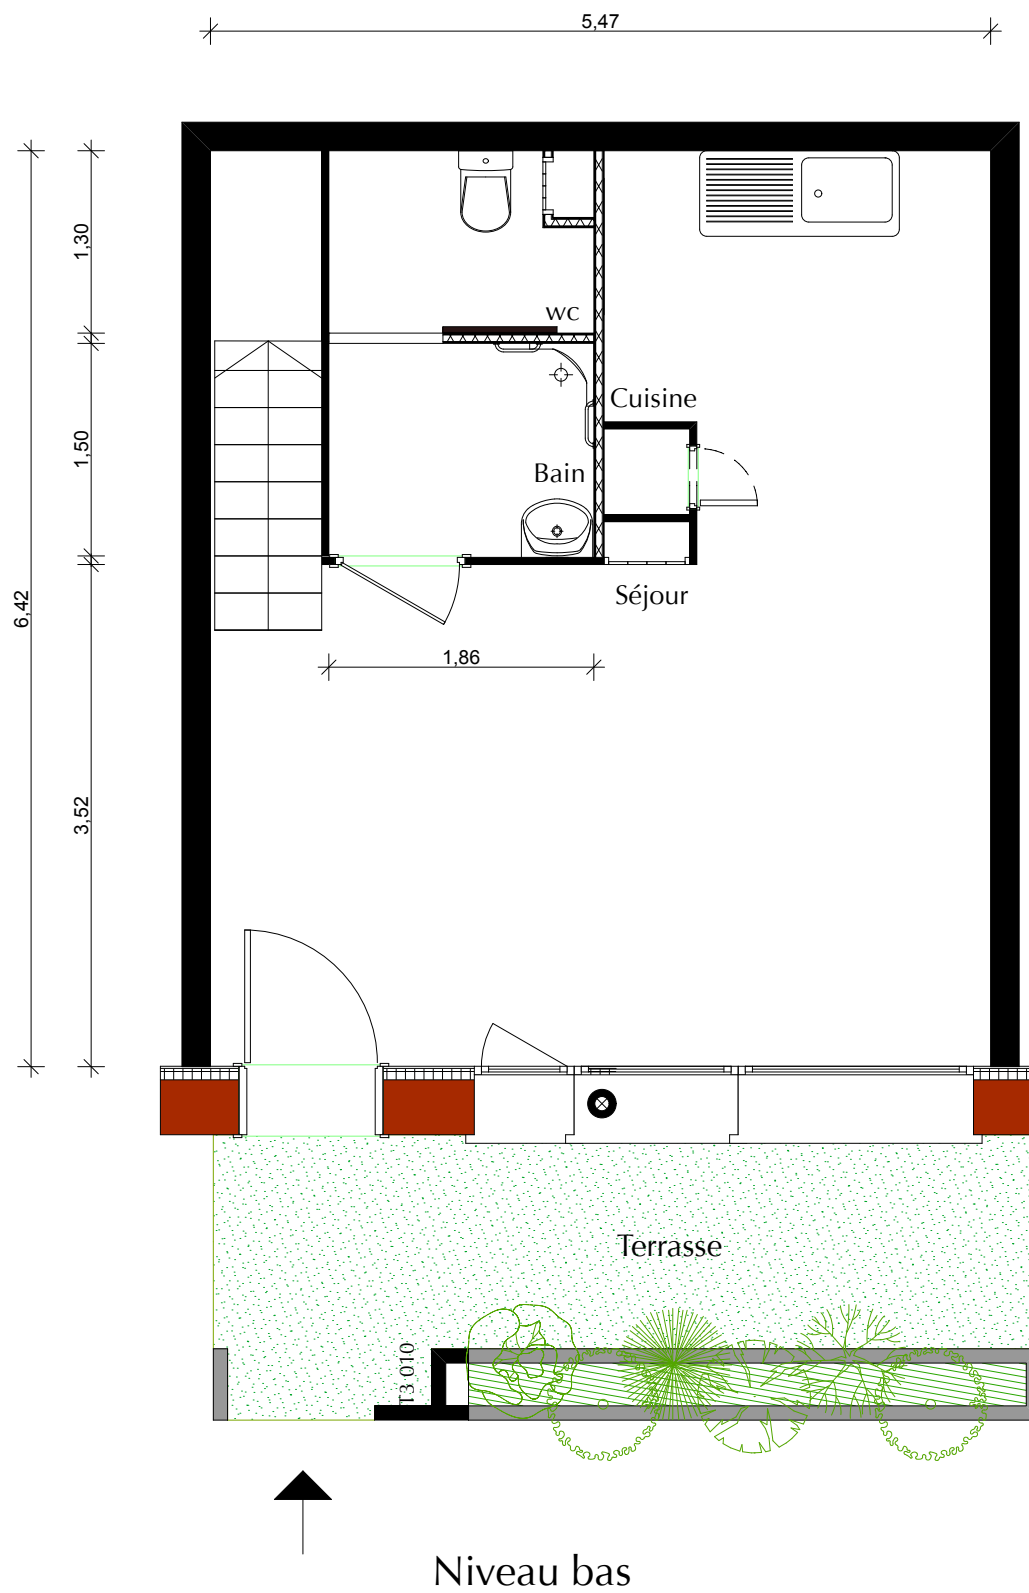 5,47
1,30
wc
Cuisine
1,50
Bain
6,42
Séjour
1,86
3,52
Terrasse
T3 010
Niveau bas